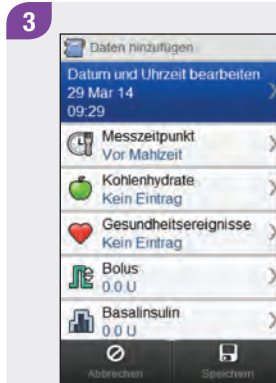 3
Daten hinzufügen
Datum und Uhrzeit bearbeiten
29 Mär 14
09:29
Messzeitpunkt
Vor Mahlzeit
Kohlenhydrate
Kein Eintrag
Gesundheitsereignisse
Kein Eintrag
Bolus
0.0 U
Basalinsulin
0.0 U
Abbrechen
Speichern